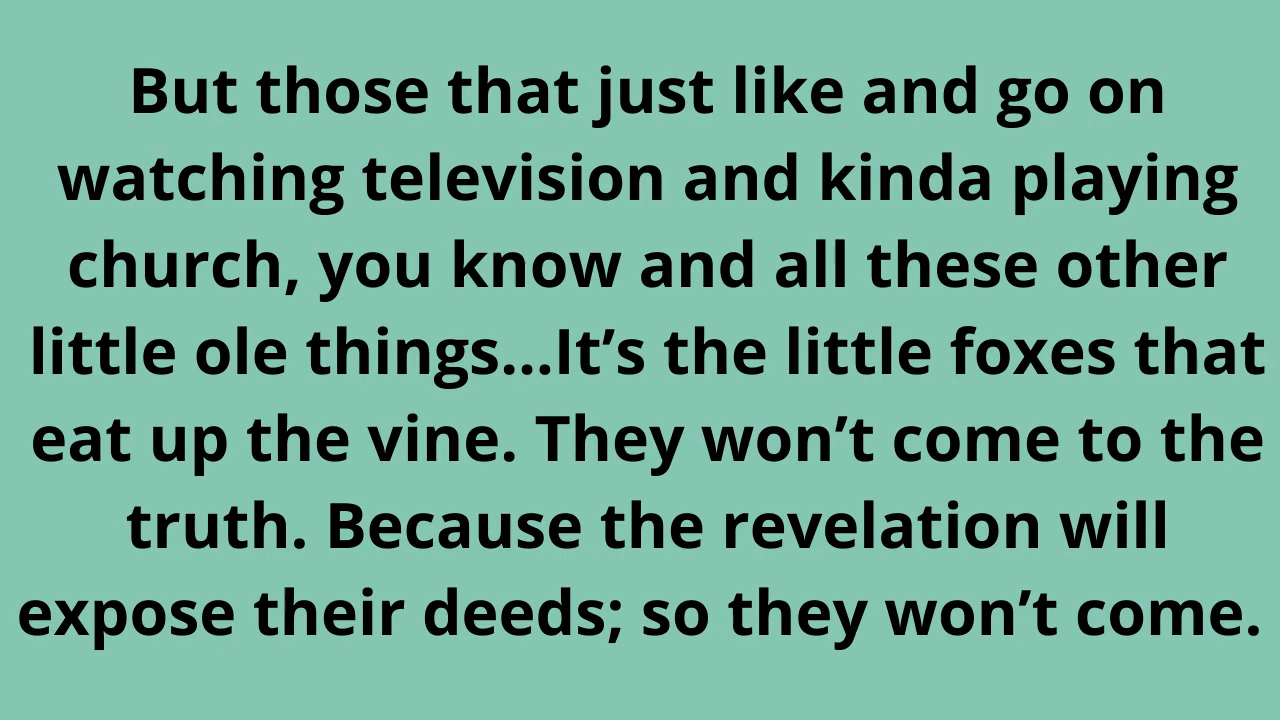 But those that just like and go on
watching television and kinda playing
church, you know and all these other
little ole things...It’s the little foxes that
eat up the vine. They won’t come to the
truth. Because the revelation will
expose their deeds; so they won’t come.